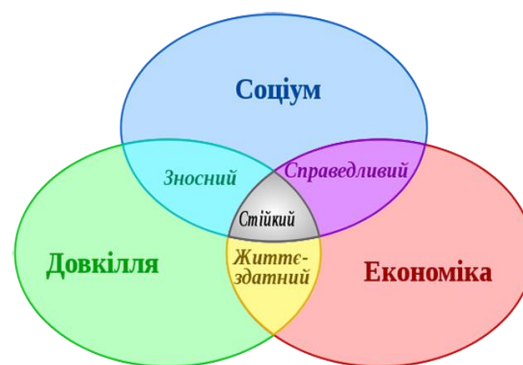 Соціум
Зносний
Справедливий
Стійкий
Довкілля
Життє-
здатний
Економіка